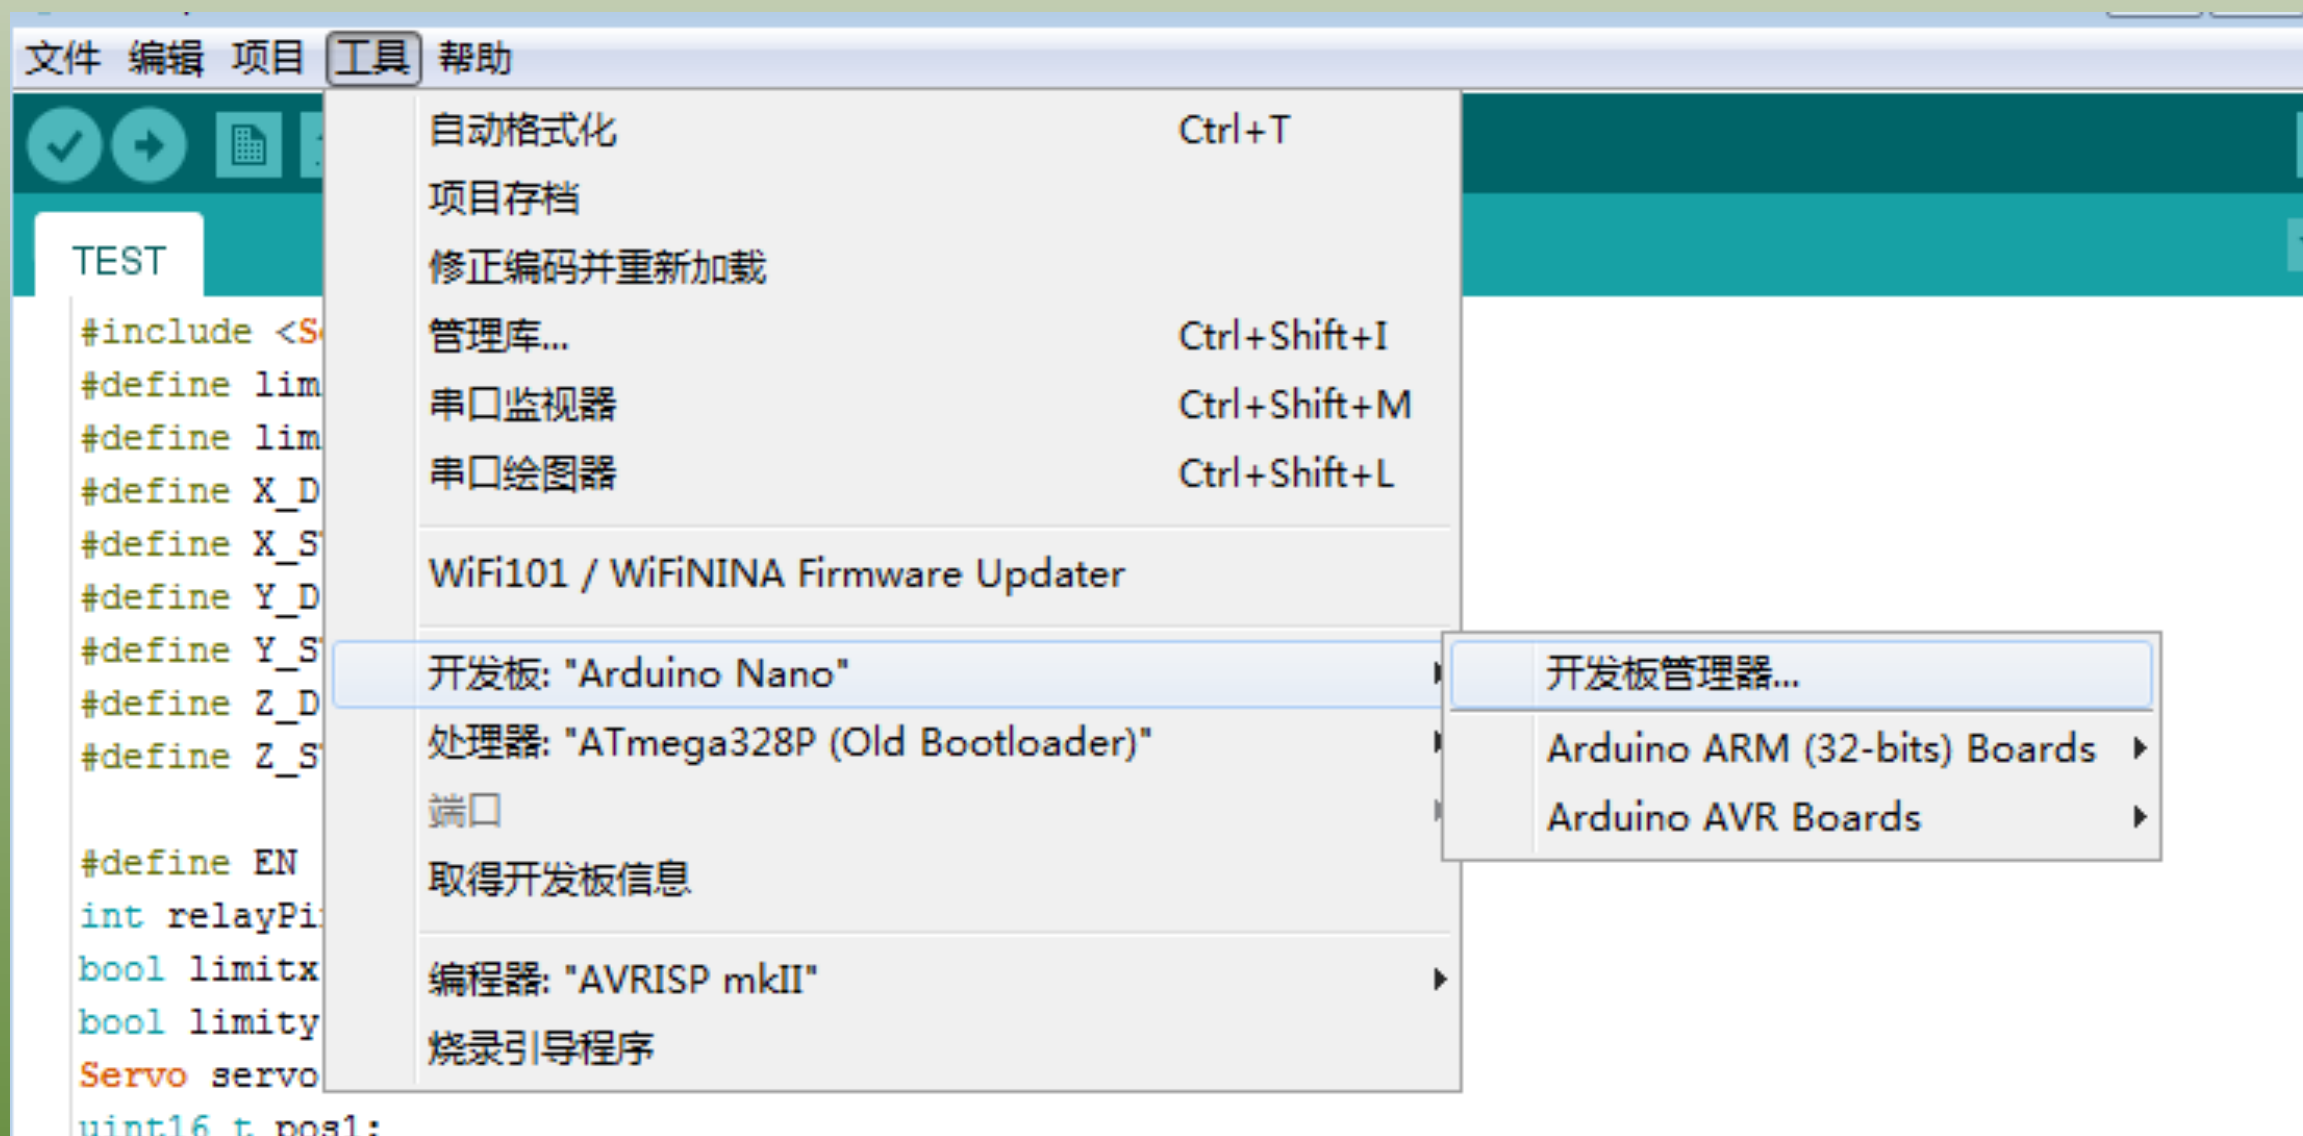 文件 编辑 项目 工具 帮助
自动格式化 Ctrl+T
项目存档
修正编码并重新加载
管理库... Ctrl+Shift+I
串口监视器 Ctrl+Shift+M
串口绘图器 Ctrl+Shift+L
WiFi101 / WiFiNINA Firmware Updater
开发板: "Arduino Nano"
处理器: "ATmega328P (Old Bootloader)"
端口
取得开发板信息
编程器: "AVRISP mkII"
烧录引导程序
开发板管理器...
Arduino ARM (32-bits) Boards
Arduino AVR Boards
TEST
#include <S
#define lim
#define lim
#define X_D
#define X_S
#define Y_D
#define Y_S
#define Z_D
#define Z_S
#define EN
int relayPi
bool limitx
bool limity
Servo servo
uint16_t pos1;